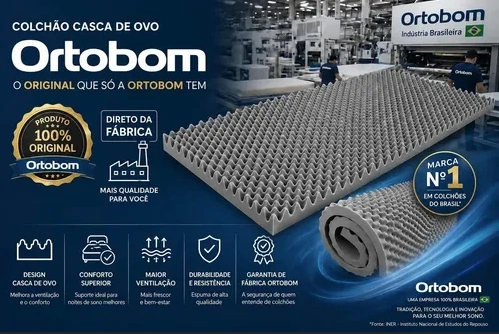 COLCHÃO CASCA DE OVO
Ortobom
O ORIGINAL QUE SÓ A ORTOBOM TEM
Ortobom
Indústria Brasileira
Ortobom
PRODUTO
100%
ORIGINAL
Ortobom
DIRETO DA
FÁBRICA
MAIS QUALIDADE
PARA VOCÊ
MARCA
Nº1
EM COLCHÕES
DO BRASIL*
DESIGN
CASCA DE OVO
Melhora a ventilação
e o conforto
CONFORTO
SUPERIOR
Suporte ideal para
noites de sono melhores
MAIOR
VENTILAÇÃO
Mais frescor e
bem-estar
DURABILIDADE
E RESISTÊNCIA
Espuma de alta
qualidade
GARANTIA DE
FÁBRICA ORTOBOM
A segurança de quem
entende de colchões
Ortobom
UMA EMPRESA 100% BRASILEIRA
TRADIÇÃO, TECNOLOGIA E INOVAÇÃO
PARA O SEU MELHOR SONO.
*Fonte: INER - Instituto Nacional de Estudos do Repouso